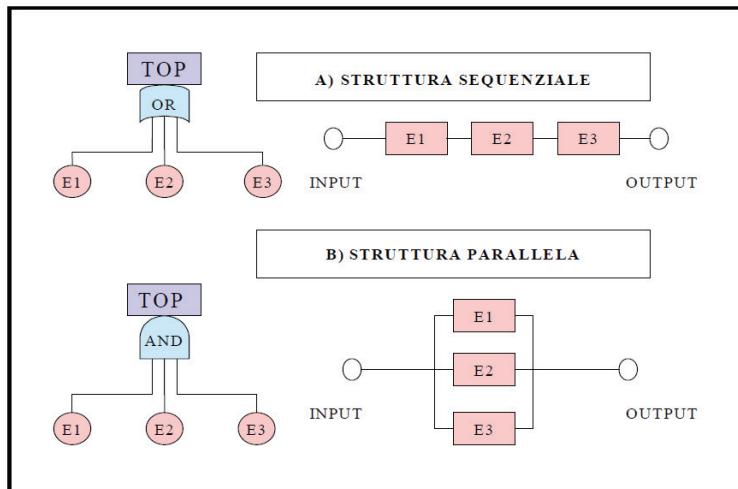 TOP
A) STRUTTURA SEQUENZIALE
OR
E1 E2 E3
INPUT OUTPUT
E1 E2 E3
B) STRUTTURA PARALLELA
TOP
AND
E1
E2
E3
INPUT OUTPUT
E1 E2 E3